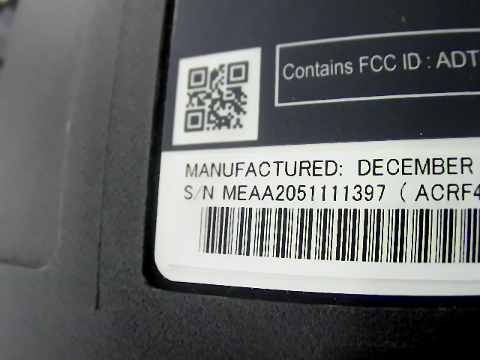 Contains FCC ID : ADT
MANUFACTURED: DECEMBER
S/N MEAA2051111397 ( ACRF4